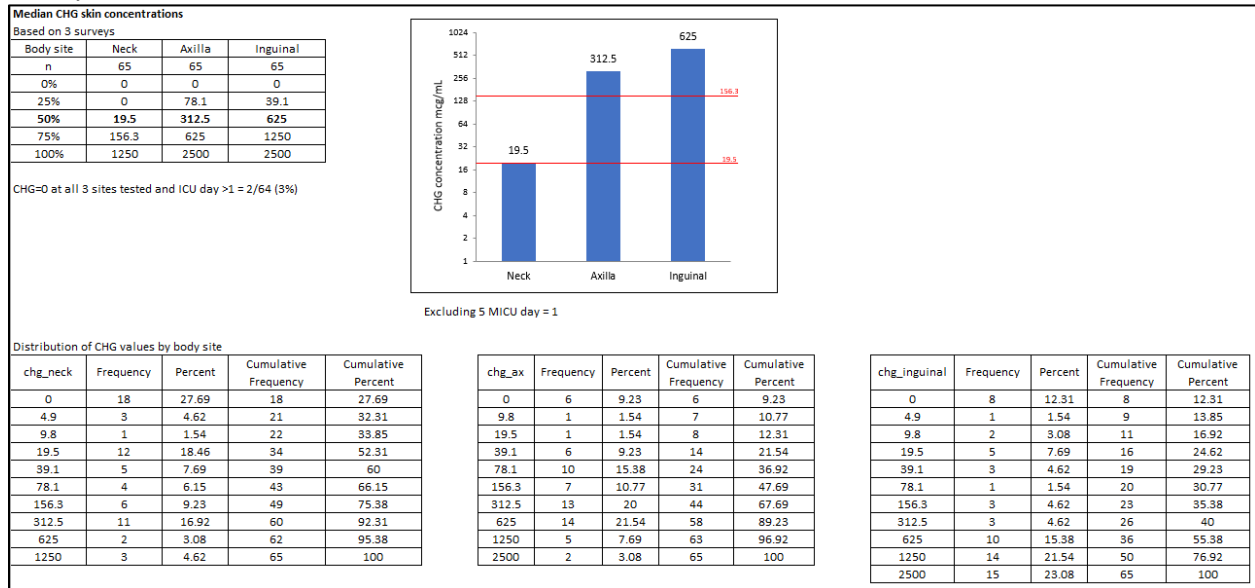 Median CHG skin concentrations
Based on 3 surveys
Body site Neck Axilla Inguinal
n 65 65 65
0% 0 0 0
25% 0 78.1 39.1
50% 19.5 312.5 625
75% 156.3 625 1250
100% 1250 2500 2500
CHG=0 at all 3 sites tested and ICU day >1 = 2/64 (3%)
CHG concentration mcg/mL
1024
512
256
128
64
32
16
8
4
2
1
19.5
312.5
625
156.3
19.5
Neck Axilla Inguinal
Excluding 5 MICU day = 1
Distribution of CHG values by body site
chg_neck Frequency Percent Cumulative Frequency Cumulative Percent
0 18 27.69 18 27.69
4.9 3 4.62 21 32.31
9.8 1 1.54 22 33.85
19.5 12 18.46 34 52.31
39.1 5 7.69 39 60
78.1 4 6.15 43 66.15
156.3 6 9.23 49 75.38
312.5 11 16.92 60 92.31
625 2 3.08 62 95.38
1250 3 4.62 65 100
chg_ax Frequency Percent Cumulative Frequency Cumulative Percent
0 6 9.23 6 9.23
9.8 1 1.54 7 10.77
19.5 1 1.54 8 12.31
39.1 6 9.23 14 21.54
78.1 10 15.38 24 36.92
156.3 7 10.77 31 47.69
312.5 13 20 44 67.69
625 14 21.54 58 89.23
1250 5 7.69 63 96.92
2500 2 3.08 65 100
chg_inguinal Frequency Percent Cumulative Frequency Cumulative Percent
0 8 12.31 8 12.31
4.9 1 1.54 9 13.85
9.8 2 3.08 11 16.92
19.5 5 7.69 16 24.62
39.1 3 4.62 19 29.23
78.1 1 1.54 20 30.77
156.3 3 4.62 23 35.38
312.5 3 4.62 26 40
625 10 15.38 36 55.38
1250 14 21.54 50 76.92
2500 15 23.08 65 100